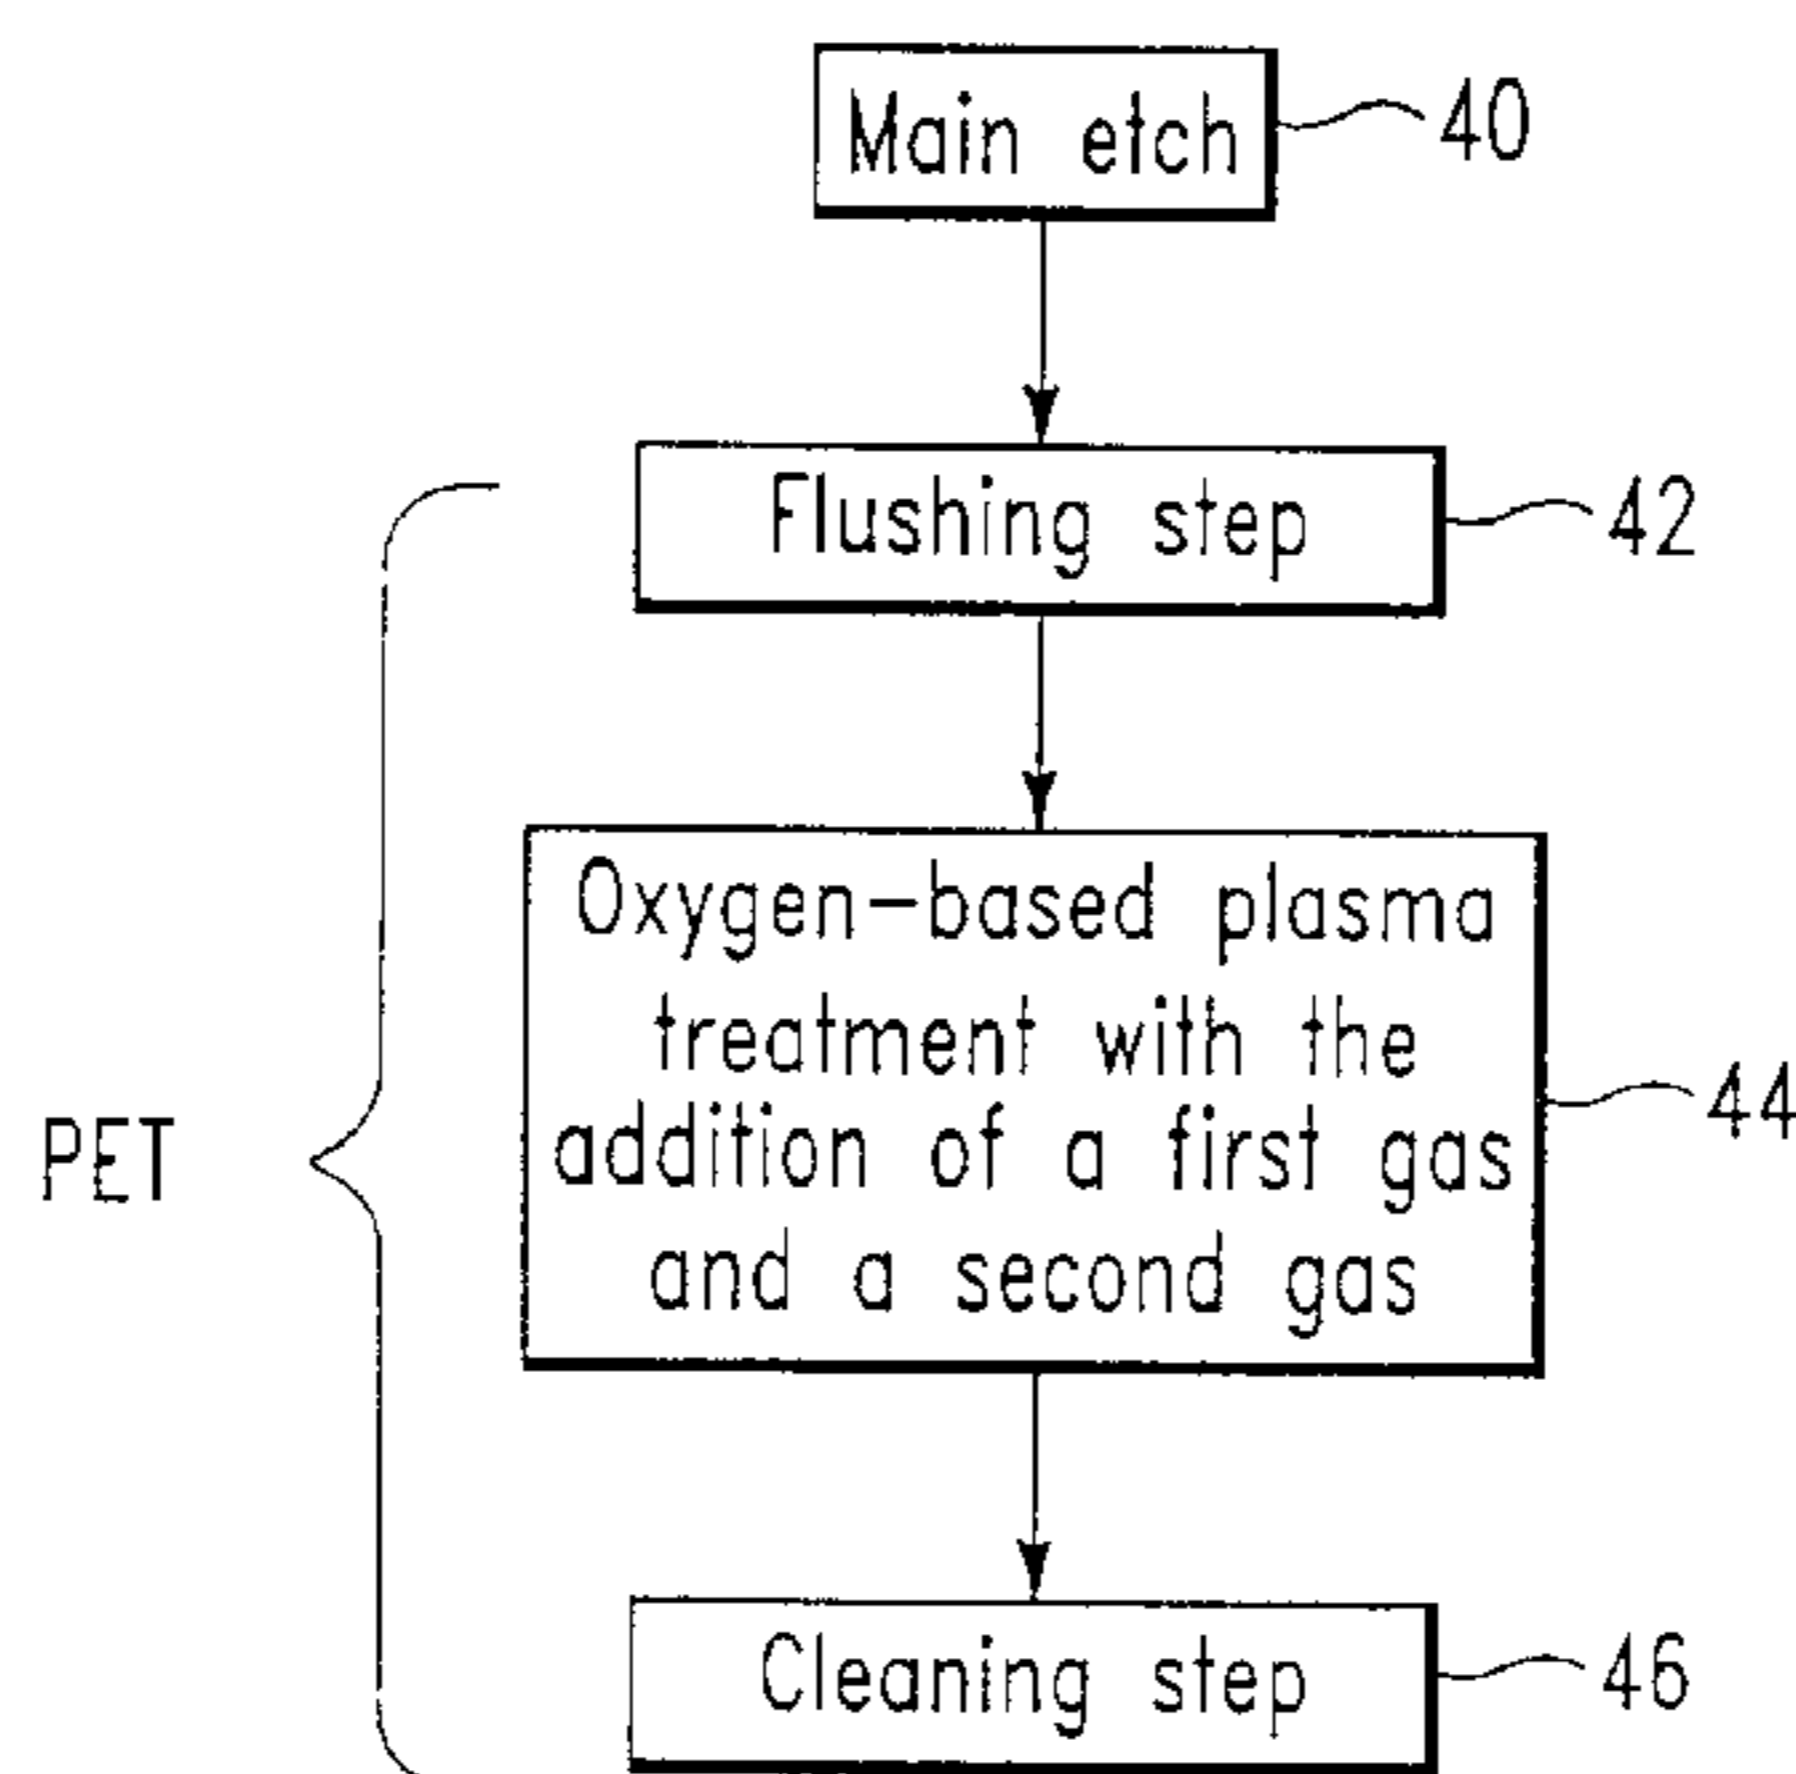 Main etch
40
Flushing step
42
Oxygen-based plasma
treatment with the
addition of a first gas
and a second gas
44
PET
Cleaning step
46